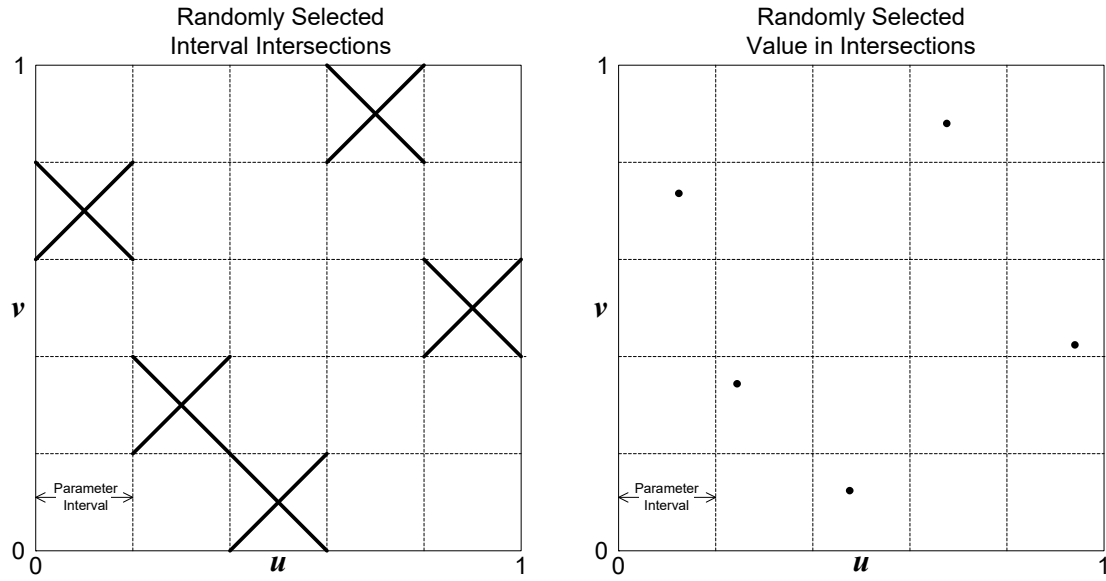 Randomly Selected
Interval Intersections
1
v
Parameter
Interval
0
0
u
1
Randomly Selected
Value in Intersections
1
v
Parameter
Interval
0
0
u
1